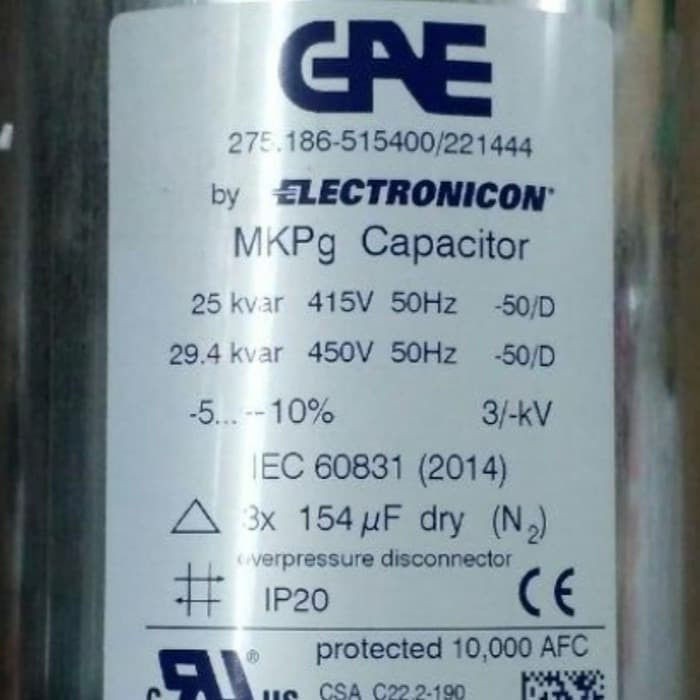 GAE
275.186-515400/221444
by ELECTRONICON®
MKPg Capacitor
25 kvar 415V 50Hz -50/D
29.4 kvar 450V 50Hz -50/D
-5... --10% 3/-kV
IEC 60831 (2014)
3x 154 µF dry (N2)
overpressure disconnector
IP20 CE
protected 10,000 AFC
c RU ® us CSA C22.2-190